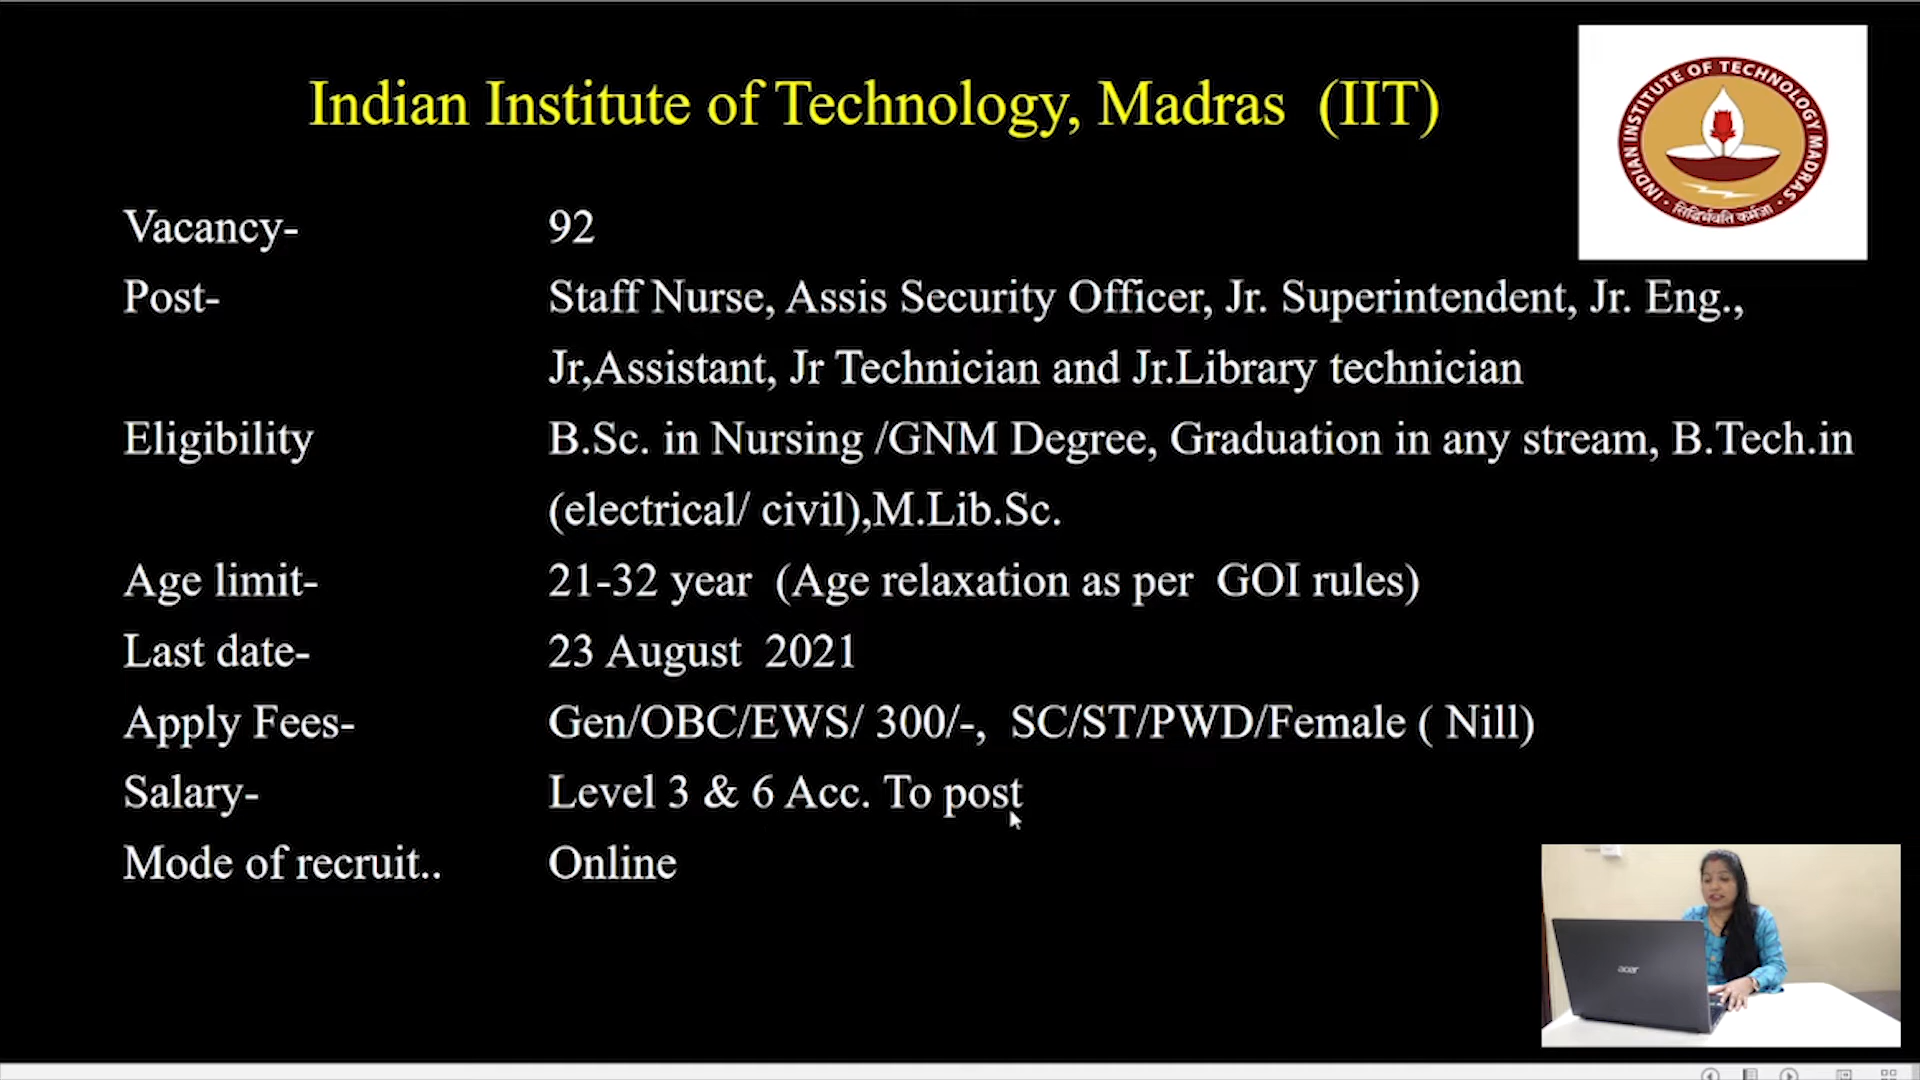 Indian Institute of Technology, Madras (IIT)
INDIAN INSTITUTE OF TECHNOLOGY MADRAS
सिद्धिर्भवति कर्मजा
Vacancy- 92
Post- Staff Nurse, Assis Security Officer, Jr. Superintendent, Jr. Eng.,
Jr,Assistant, Jr Technician and Jr.Library technician
Eligibility B.Sc. in Nursing /GNM Degree, Graduation in any stream, B.Tech.in
(electrical/ civil),M.Lib.Sc.
Age limit- 21-32 year (Age relaxation as per GOI rules)
Last date- 23 August 2021
Apply Fees- Gen/OBC/EWS/ 300/-, SC/ST/PWD/Female ( Nill)
Salary- Level 3 & 6 Acc. To post
Mode of recruit.. Online
acer